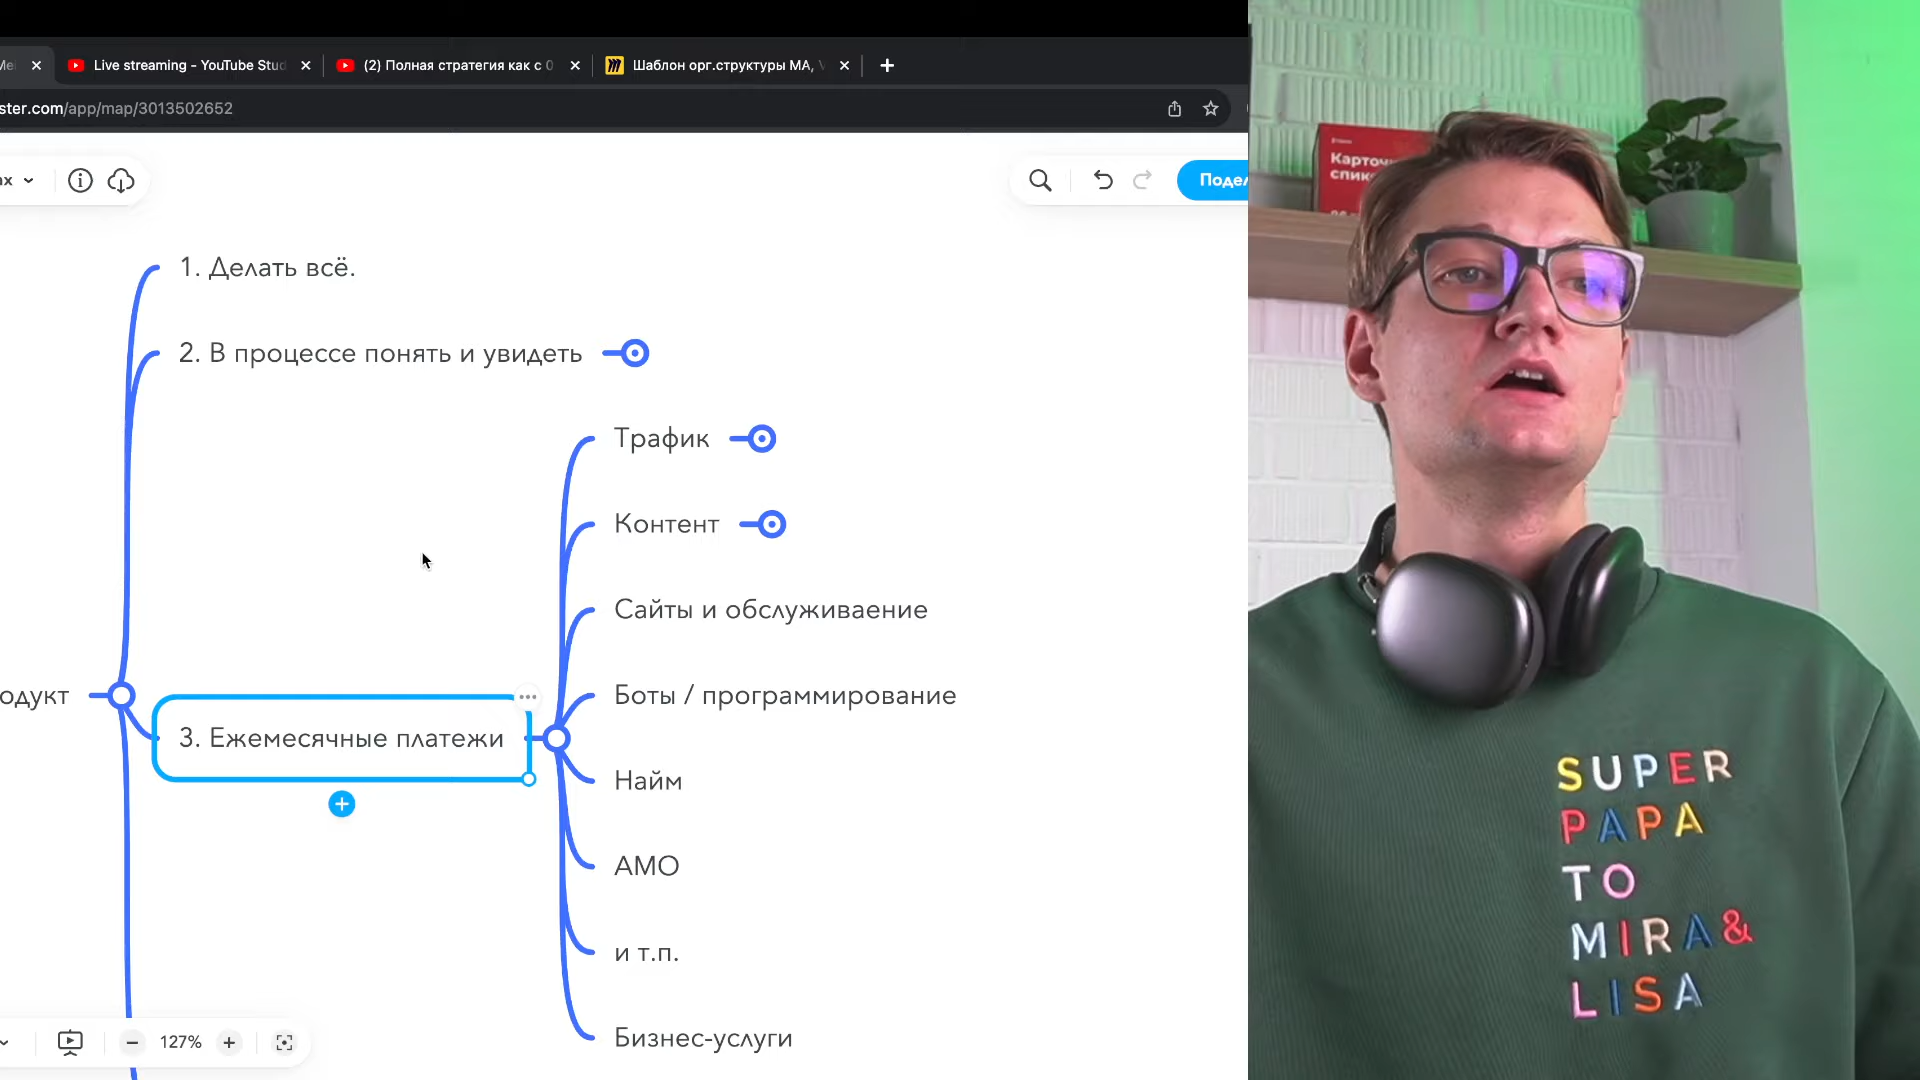 Live streaming - YouTube Stud
(2) Полная стратегия как с 0
Шаблон орг.структуры МА,
ster.com/app/map/3013502652
Подел
1. Делать всё.
2. В процессе понять и увидеть
Трафик
Контент
Сайты и обслуживаение
одукт
3. Ежемесячные платежи
Боты / программирование
Найм
АМО
и т.п.
Бизнес-услуги
127%
Карточ
спик
SUPER
PAPA
TO
MIRA&
LISA